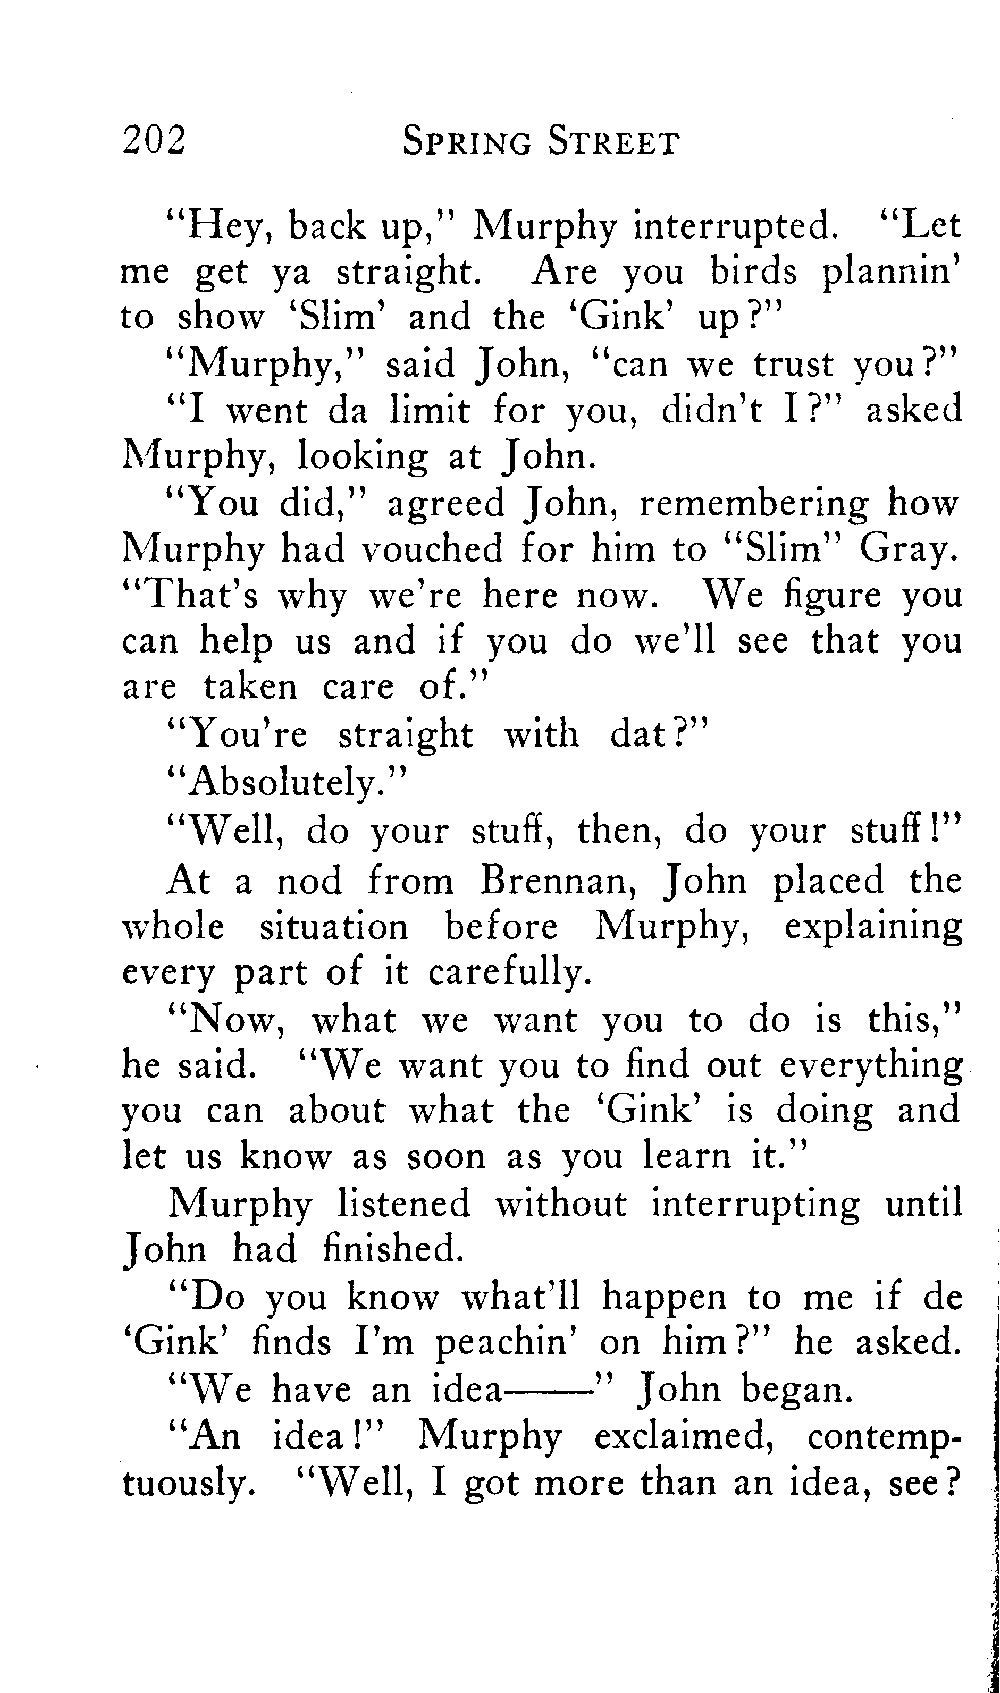 202 SPRING STREET
“Hey, back up,” Murphy interrupted. “Let
me get ya straight. Are you birds plannin’
to show ‘Slim’ and the ‘Gink’ up?”
“Murphy,” said John, “can we trust you?”
“I went da limit for you, didn’t I?” asked
Murphy, looking at John.
“You did,” agreed John, remembering how
Murphy had vouched for him to “Slim” Gray.
“That’s why we’re here now. We figure you
can help us and if you do we’ll see that you
are taken care of.”
“You’re straight with dat?”
“Absolutely.”
“Well, do your stuff, then, do your stuff!”
At a nod from Brennan, John placed the
whole situation before Murphy, explaining
every part of it carefully.
“Now, what we want you to do is this,”
he said. “We want you to find out everything
you can about what the ‘Gink’ is doing and
let us know as soon as you learn it.”
Murphy listened without interrupting until
John had finished.
“Do you know what’ll happen to me if de
‘Gink’ finds I’m peachin’ on him?” he asked.
“We have an idea——” John began.
“An idea!” Murphy exclaimed, contemp-
tuously. “Well, I got more than an idea, see?